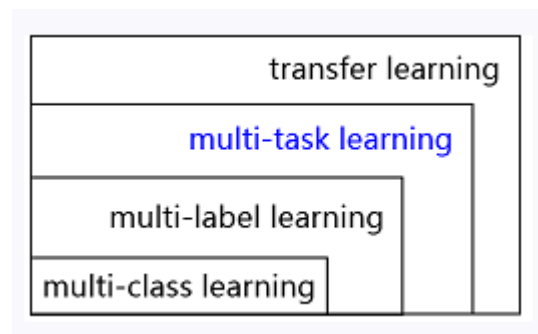 transfer learning
multi-task learning
multi-label learning
multi-class learning